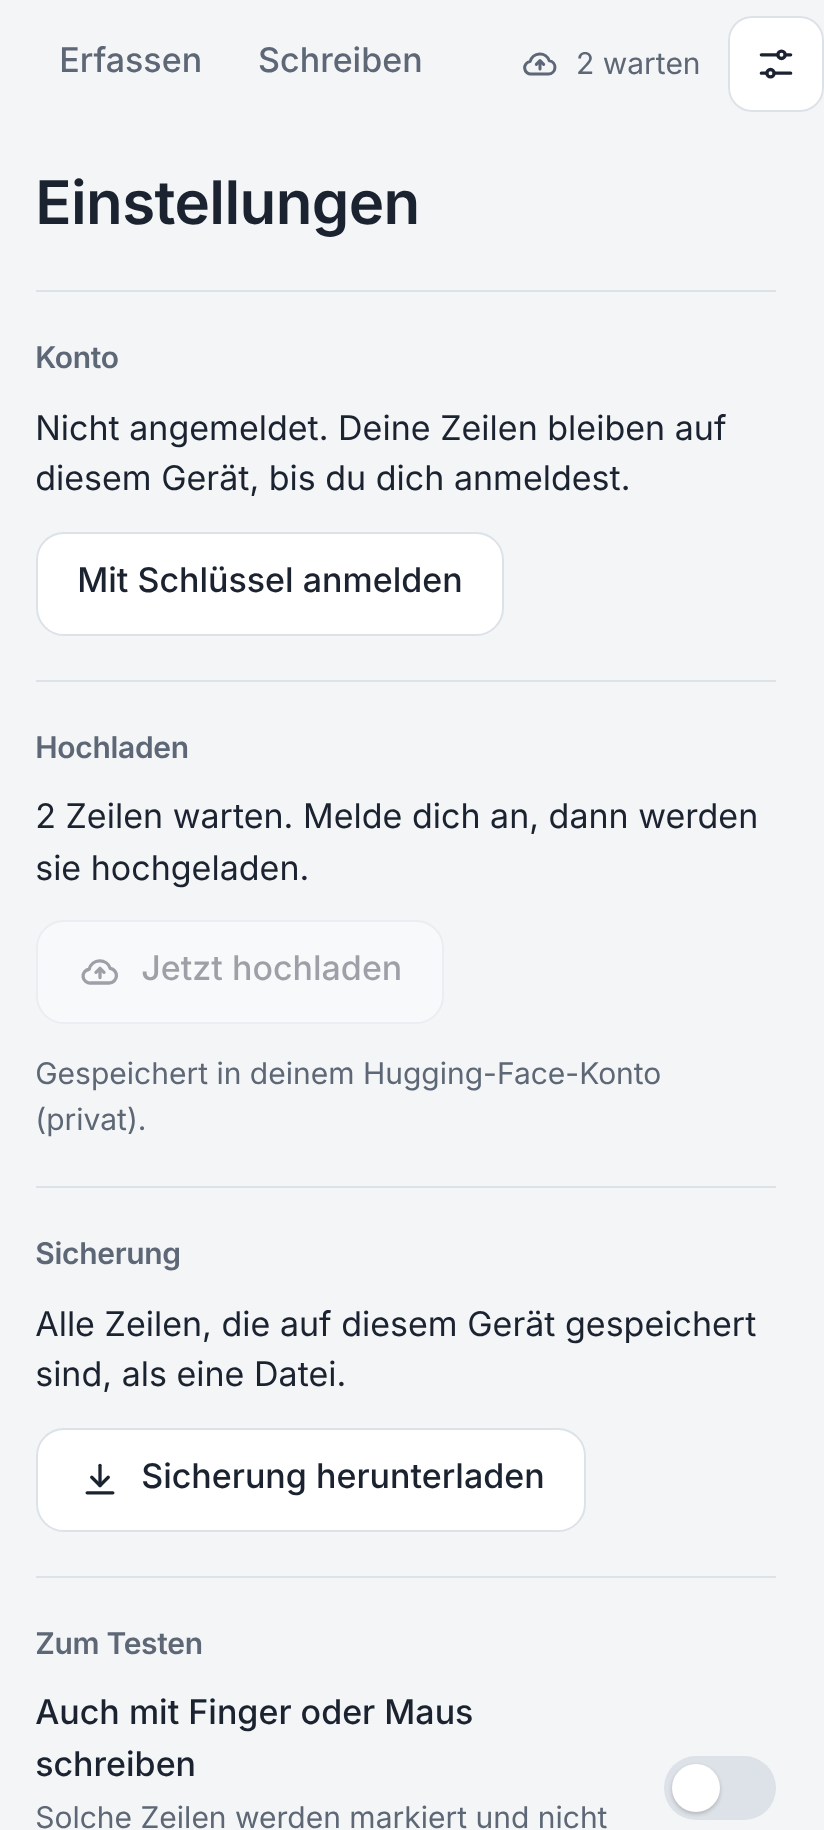 Erfassen Schreiben 2 warten
Einstellungen
Konto
Nicht angemeldet. Deine Zeilen bleiben auf
diesem Gerät, bis du dich anmeldest.
Mit Schlüssel anmelden
Hochladen
2 Zeilen warten. Melde dich an, dann werden
sie hochgeladen.
Jetzt hochladen
Gespeichert in deinem Hugging-Face-Konto
(privat).
Sicherung
Alle Zeilen, die auf diesem Gerät gespeichert
sind, als eine Datei.
Sicherung herunterladen
Zum Testen
Auch mit Finger oder Maus
schreiben
Solche Zeilen werden markiert und nicht